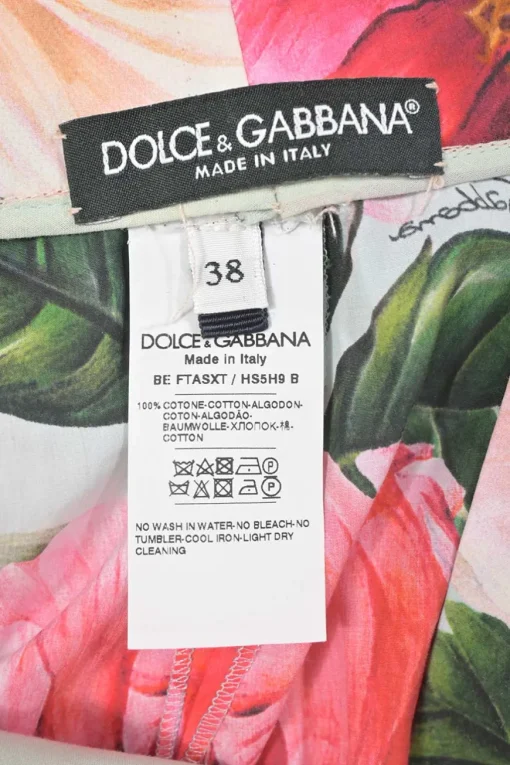 DOLCE & GABBANA®
MADE IN ITALY
38
DOLCE & GABBANA
Made in Italy
BE FTASXT / HS5H9 B
100% COTONE-COTTON-ALGODON-
COTON-ALGODÃO-
BAUMWOLLE-ХЛОПОК-棉-
COTTON
NO WASH IN WATER-NO BLEACH-NO
TUMBLER-COOL IRON-LIGHT DRY
CLEANING